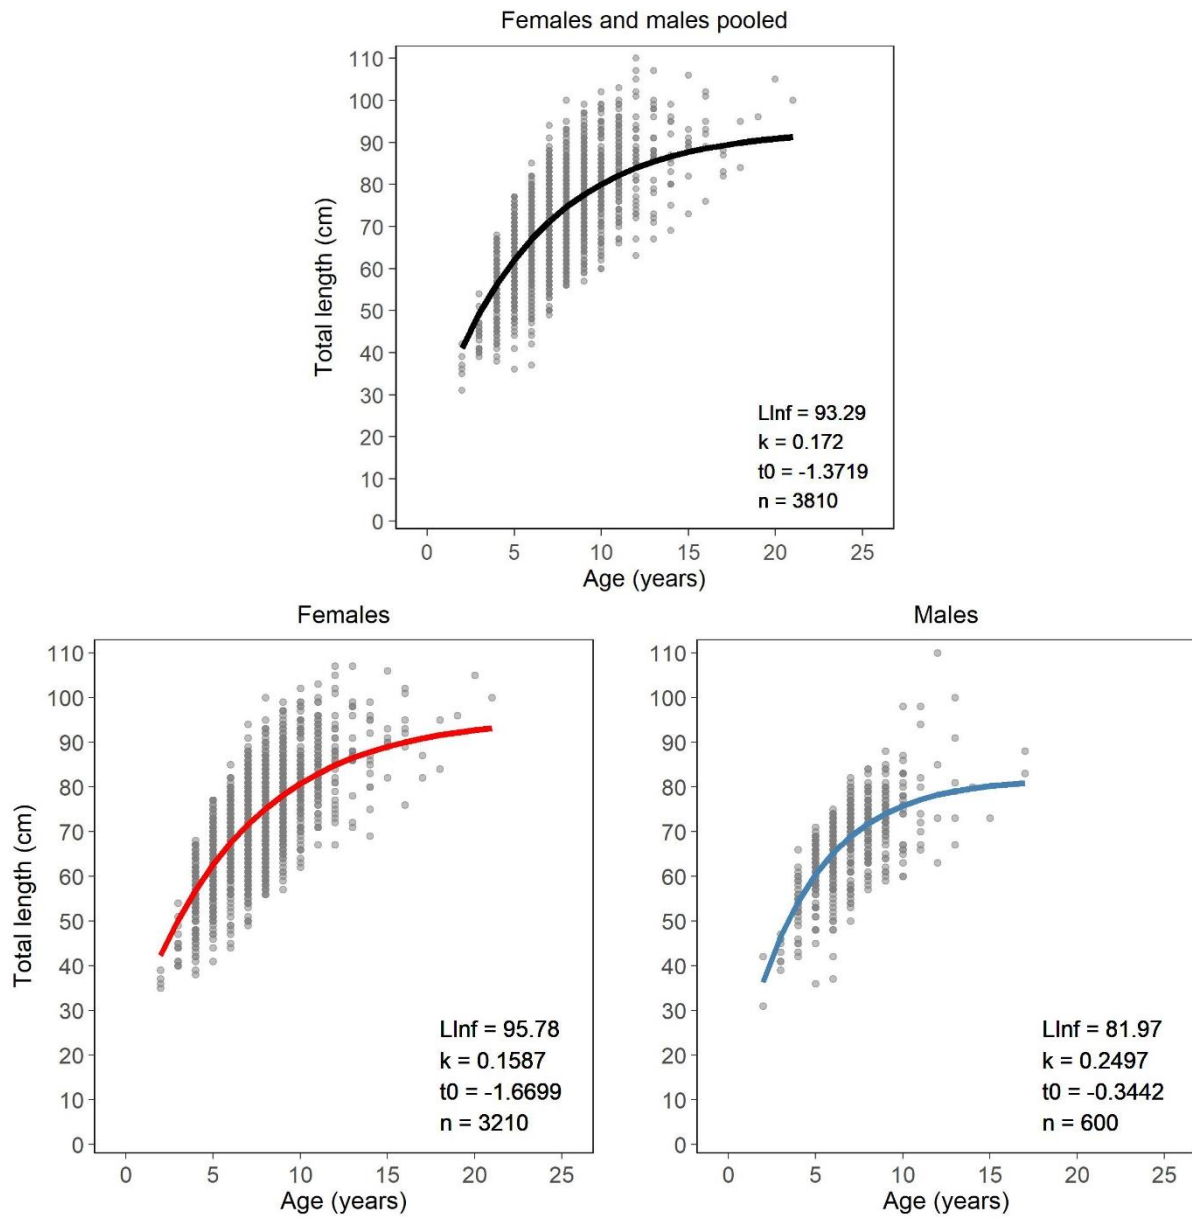 Females and males pooled
110
100
90
80
70
60
50
40
30
20
10
0
Total length (cm)
LInf = 93.29
k = 0.172
t0 = -1.3719
n = 3810
0 5 10 15 20 25
Age (years)
Females
110
100
90
80
70
60
50
40
30
20
10
0
Total length (cm)
LInf = 95.78
k = 0.1587
t0 = -1.6699
n = 3210
0 5 10 15 20 25
Age (years)
Males
110
100
90
80
70
60
50
40
30
20
10
0
LInf = 81.97
k = 0.2497
t0 = -0.3442
n = 600
0 5 10 15 20 25
Age (years)